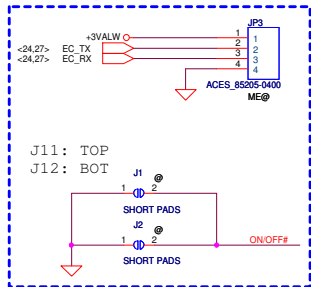 JP3
+3VALW 1 1
<24,27> EC_TX 2 2
<24,27> EC_RX 3 3
4 4
ACES_85205-0400
ME@
J11: TOP
J12: BOT
J1
@
1 2
SHORT PADS
J2
@
1 2
ON/OFF#
SHORT PADS